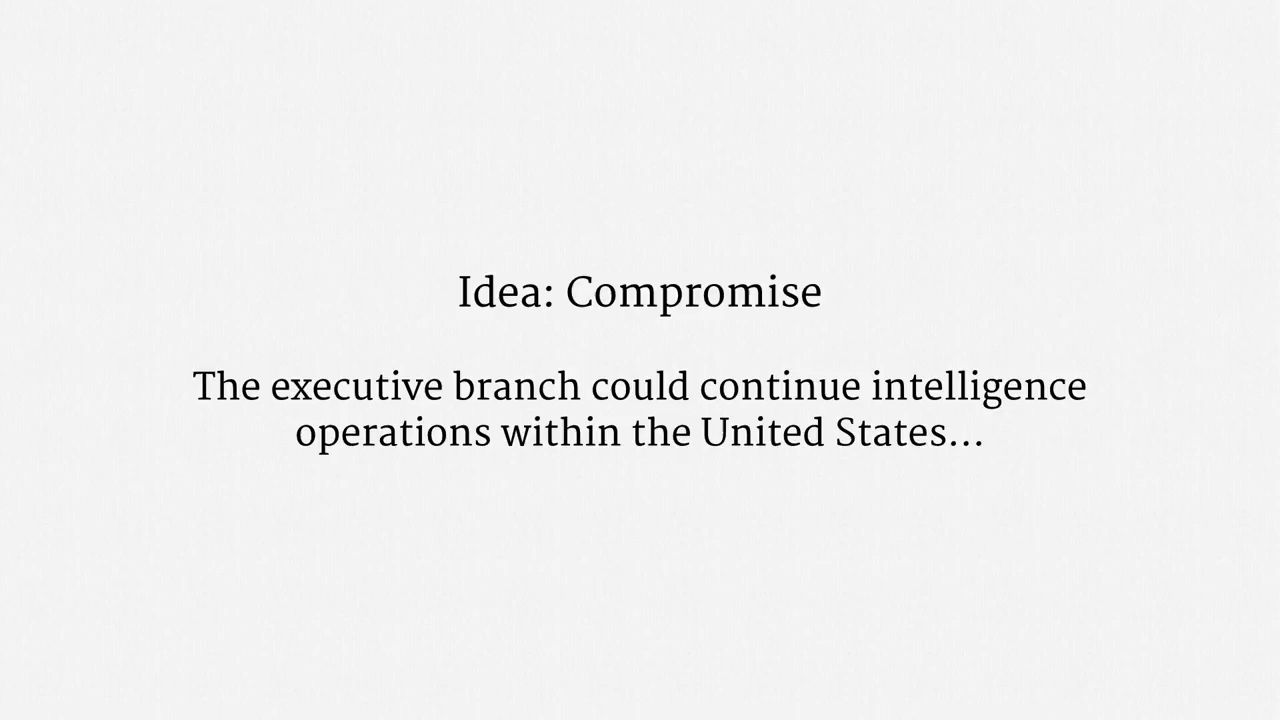 Idea: Compromise
The executive branch could continue intelligence
operations within the United States...